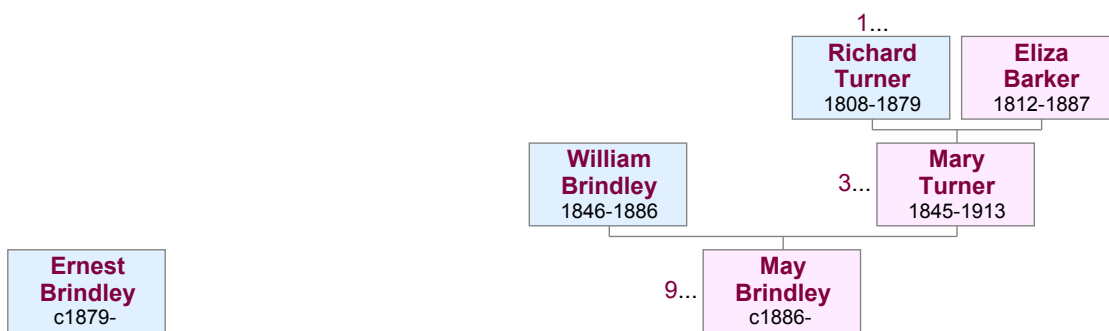 1...
Richard
Turner
1808-1879
Eliza
Barker
1812-1887
William
Brindley
1846-1886
3...
Mary
Turner
1845-1913
Ernest
Brindley
c1879-
9...
May
Brindley
c1886-